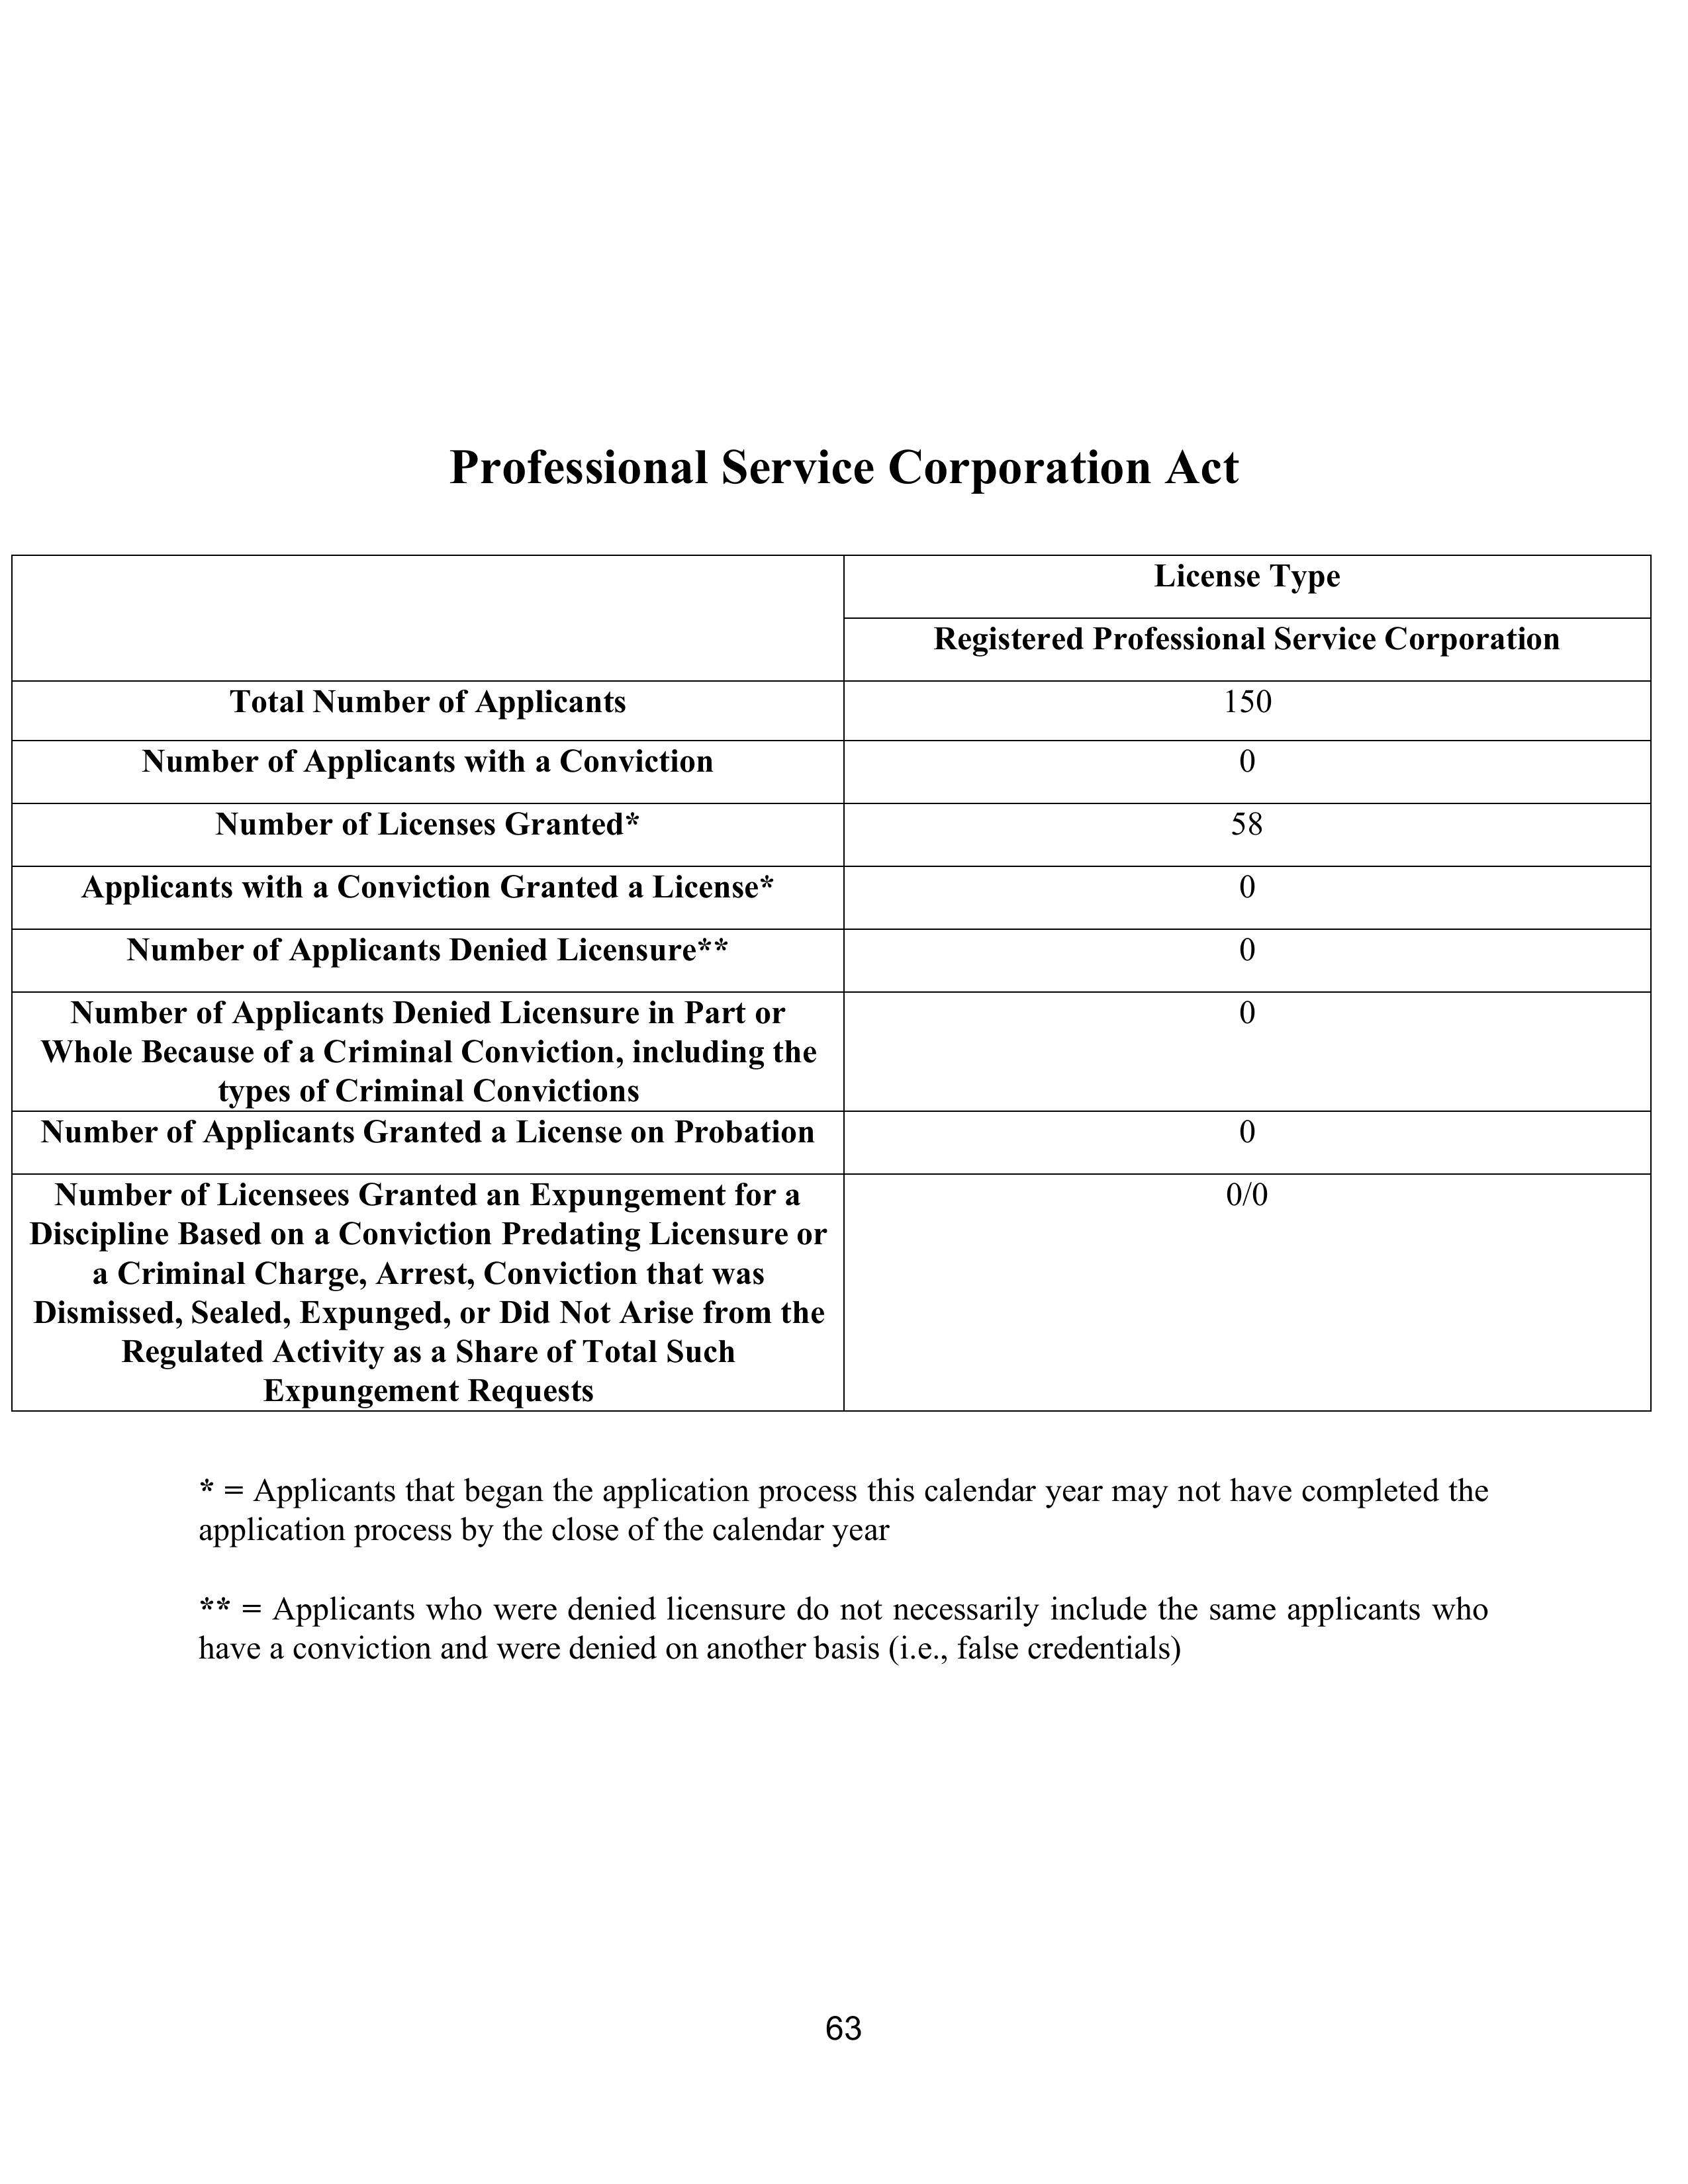 Professional Service Corporation Act
License Type
Registered Professional Service Corporation
Total Number of Applicants
150
Number of Applicants with a Conviction
0
Number of Licenses Granted*
58
Applicants with a Conviction Granted a License*
0
Number of Applicants Denied Licensure**
0
Number of Applicants Denied Licensure in Part or
Whole Because of a Criminal Conviction, including the
types of Criminal Convictions
0
Number of Applicants Granted a License on Probation
0
Number of Licensees Granted an Expungement for a
Discipline Based on a Conviction Predating Licensure or
a Criminal Charge, Arrest, Conviction that was
Dismissed, Sealed, Expunged, or Did Not Arise from the
Regulated Activity as a Share of Total Such
Expungement Requests
0/0
* = Applicants that began the application process this calendar year may not have completed the
application process by the close of the calendar year
** = Applicants who were denied licensure do not necessarily include the same applicants who
have a conviction and were denied on another basis (i.e., false credentials)
63